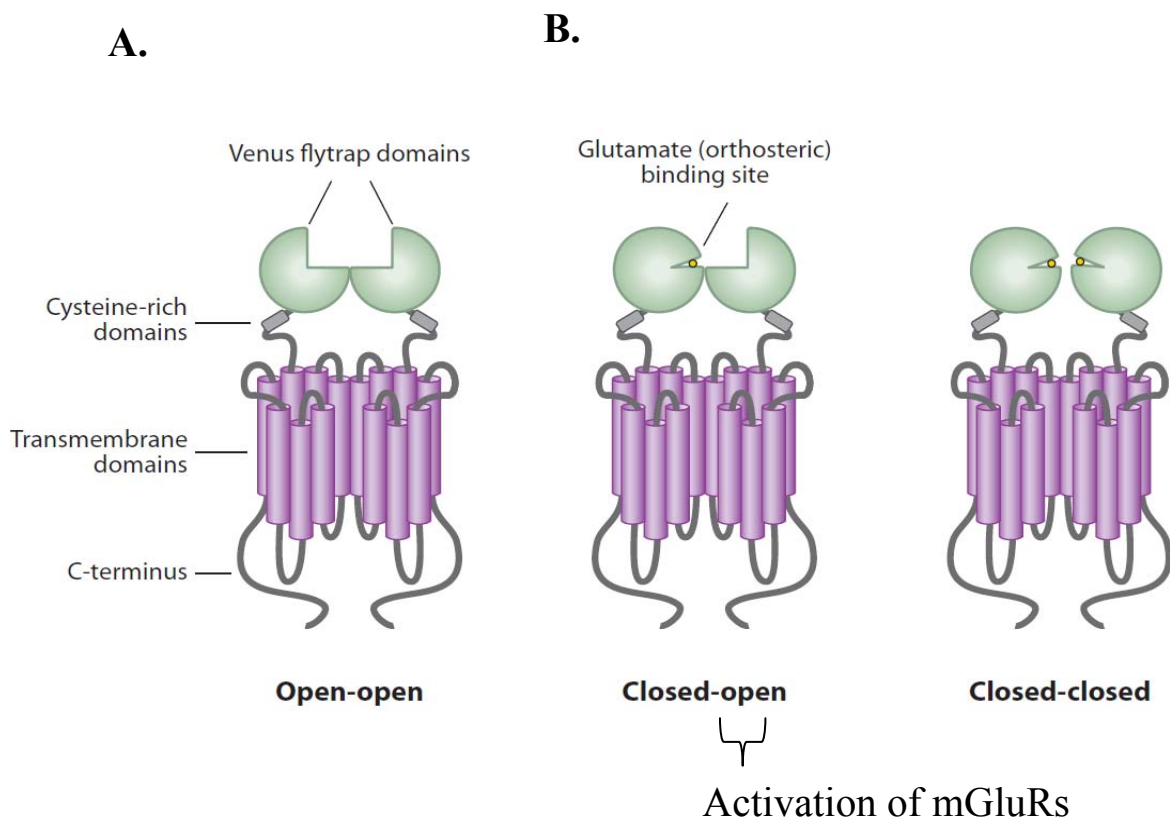 A.
B.
Venus flytrap domains
Glutamate (orthosteric)
binding site
Cysteine-rich
domains
Transmembrane
domains
C-terminus
Open-open
Closed-open
Closed-closed
Activation of mGluRs